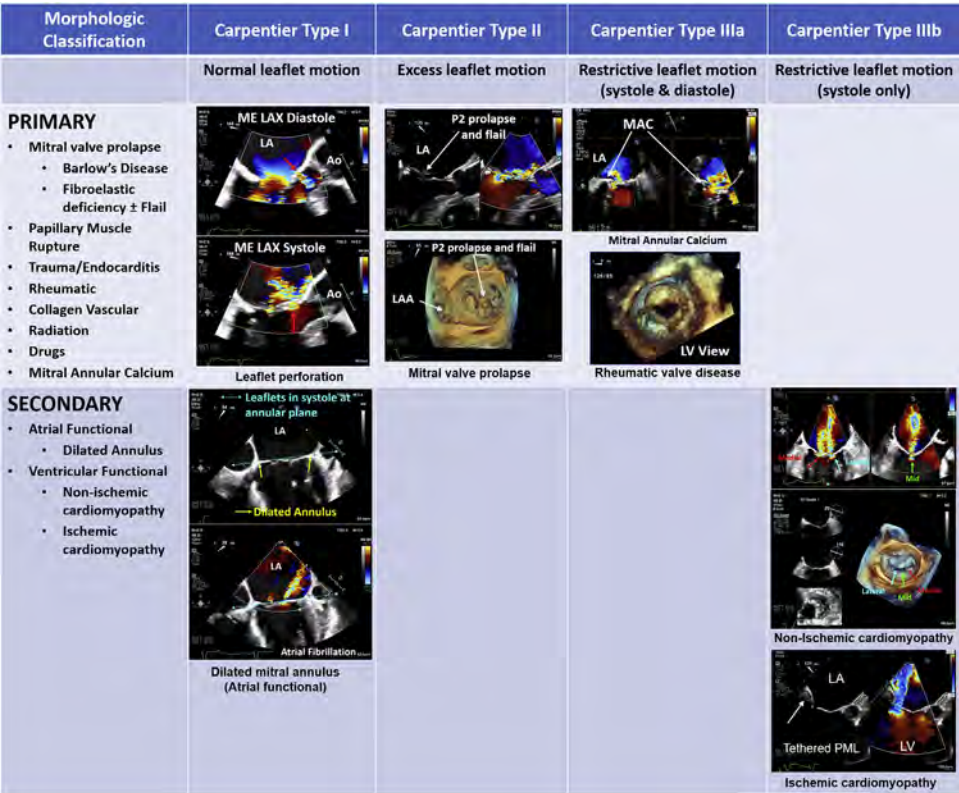 Morphologic
Classification
Carpentier Type I
Carpentier Type II
Carpentier Type IIIa
Carpentier Type IIIb
Normal leaflet motion
Excess leaflet motion
Restrictive leaflet motion
(systole & diastole)
Restrictive leaflet motion
(systole only)
PRIMARY
• Mitral valve prolapse
• Barlow's Disease
• Fibroelastic
deficiency ± Flail
• Papillary Muscle
Rupture
• Trauma/Endocarditis
• Rheumatic
• Collagen Vascular
• Radiation
• Drugs
• Mitral Annular Calcium
ME LAX Diastole
LA
Ao
ME LAX Systole
Ao
Leaflet perforation
P2 prolapse
and flail
LA
P2 prolapse and flail
LAA
Mitral valve prolapse
MAC
LA
Mitral Annular Calcium
LV View
Rheumatic valve disease
SECONDARY
• Atrial Functional
• Dilated Annulus
• Ventricular Functional
• Non-ischemic
cardiomyopathy
• Ischemic
cardiomyopathy
Leaflets in systole at
annular plane
LA
Dilated Annulus
LA
Atrial Fibrillation
Dilated mitral annulus
(Atrial functional)
Mid
Lateral
Mid
Non-Ischemic cardiomyopathy
LA
Tethered PML
LV
Ischemic cardiomyopathy